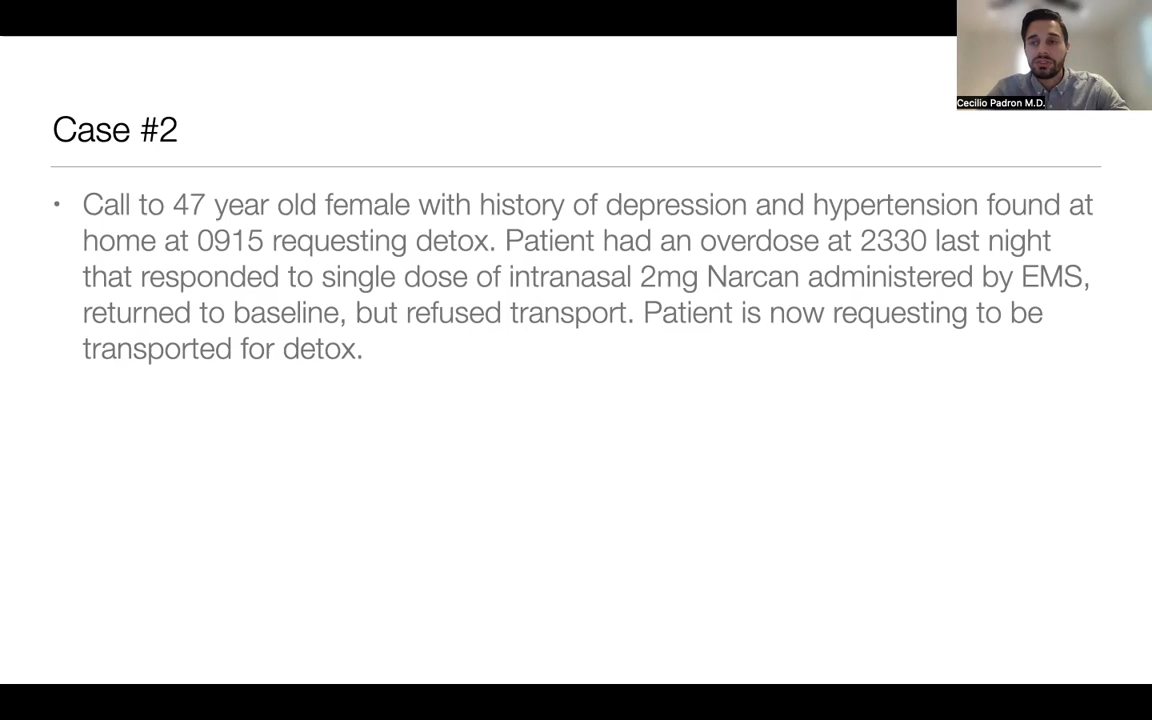 Cecilio Padron M.D.
Case #2
• Call to 47 year old female with history of depression and hypertension found at
home at 0915 requesting detox. Patient had an overdose at 2330 last night
that responded to single dose of intranasal 2mg Narcan administered by EMS,
returned to baseline, but refused transport. Patient is now requesting to be
transported for detox.